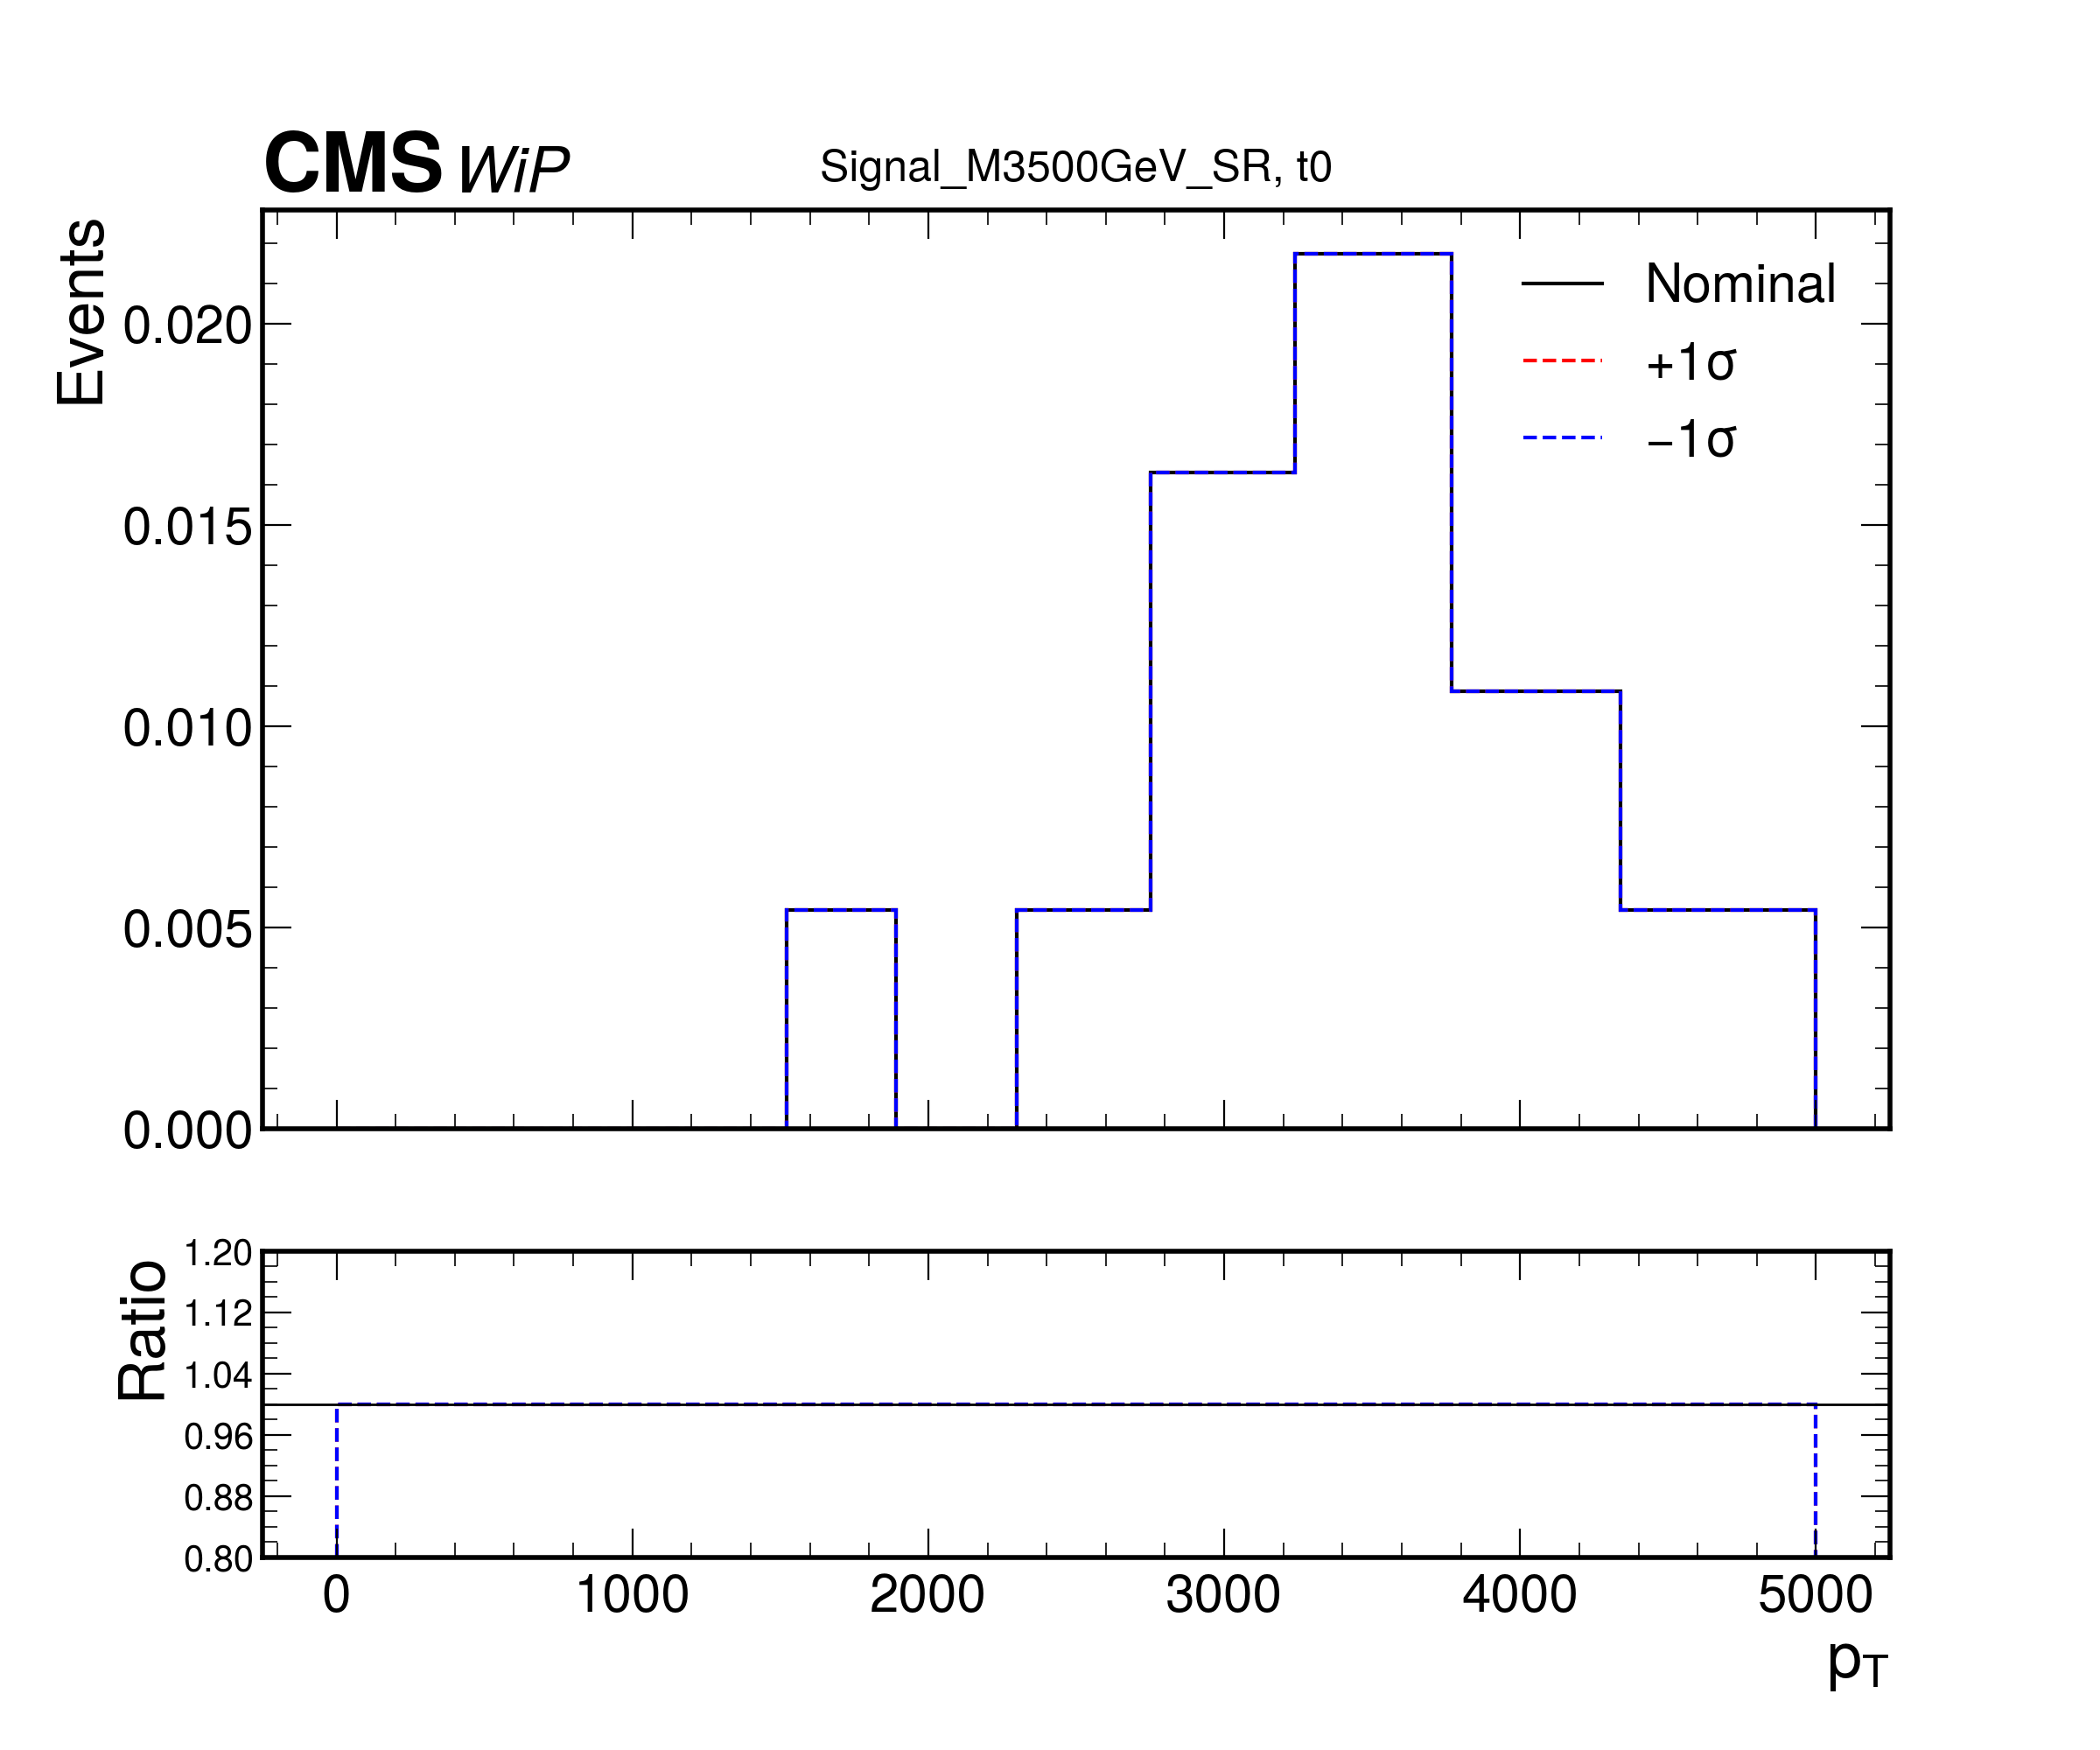 CMS WiP
Signal_M3500GeV_SR, t0
Events
0.020
0.015
0.010
0.005
0.000
Nominal
+1σ
−1σ
Ratio
1.20
1.12
1.04
0.96
0.88
0.80
0 1000 2000 3000 4000 5000
pT